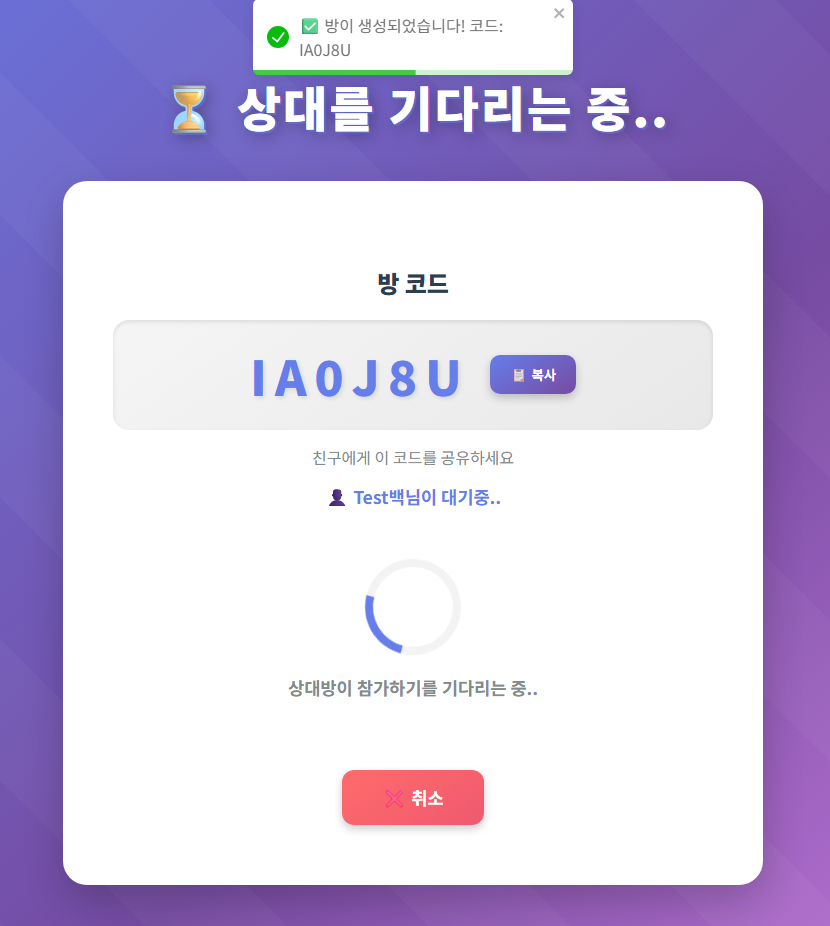 ✅ 방이 생성되었습니다! 코드:
IA0J8U
⏳ 상대를 기다리는 중..
방 코드
IA0J8U
📋 복사
친구에게 이 코드를 공유하세요
👤 Test백님이 대기중..
상대방이 참가하기를 기다리는 중..
❌ 취소